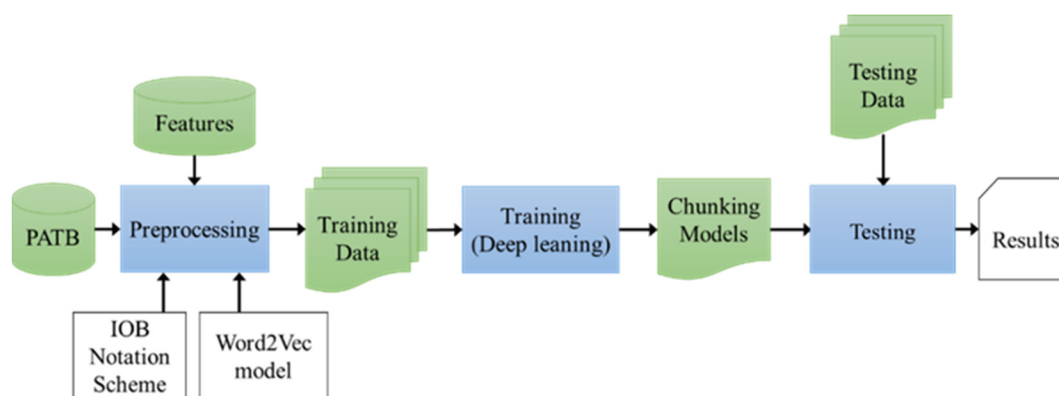 Features
PATB
Preprocessing
IOB
Notation
Scheme
Word2Vec
model
Training
Data
Training
(Deep leaning)
Chunking
Models
Testing
Data
Testing
Results